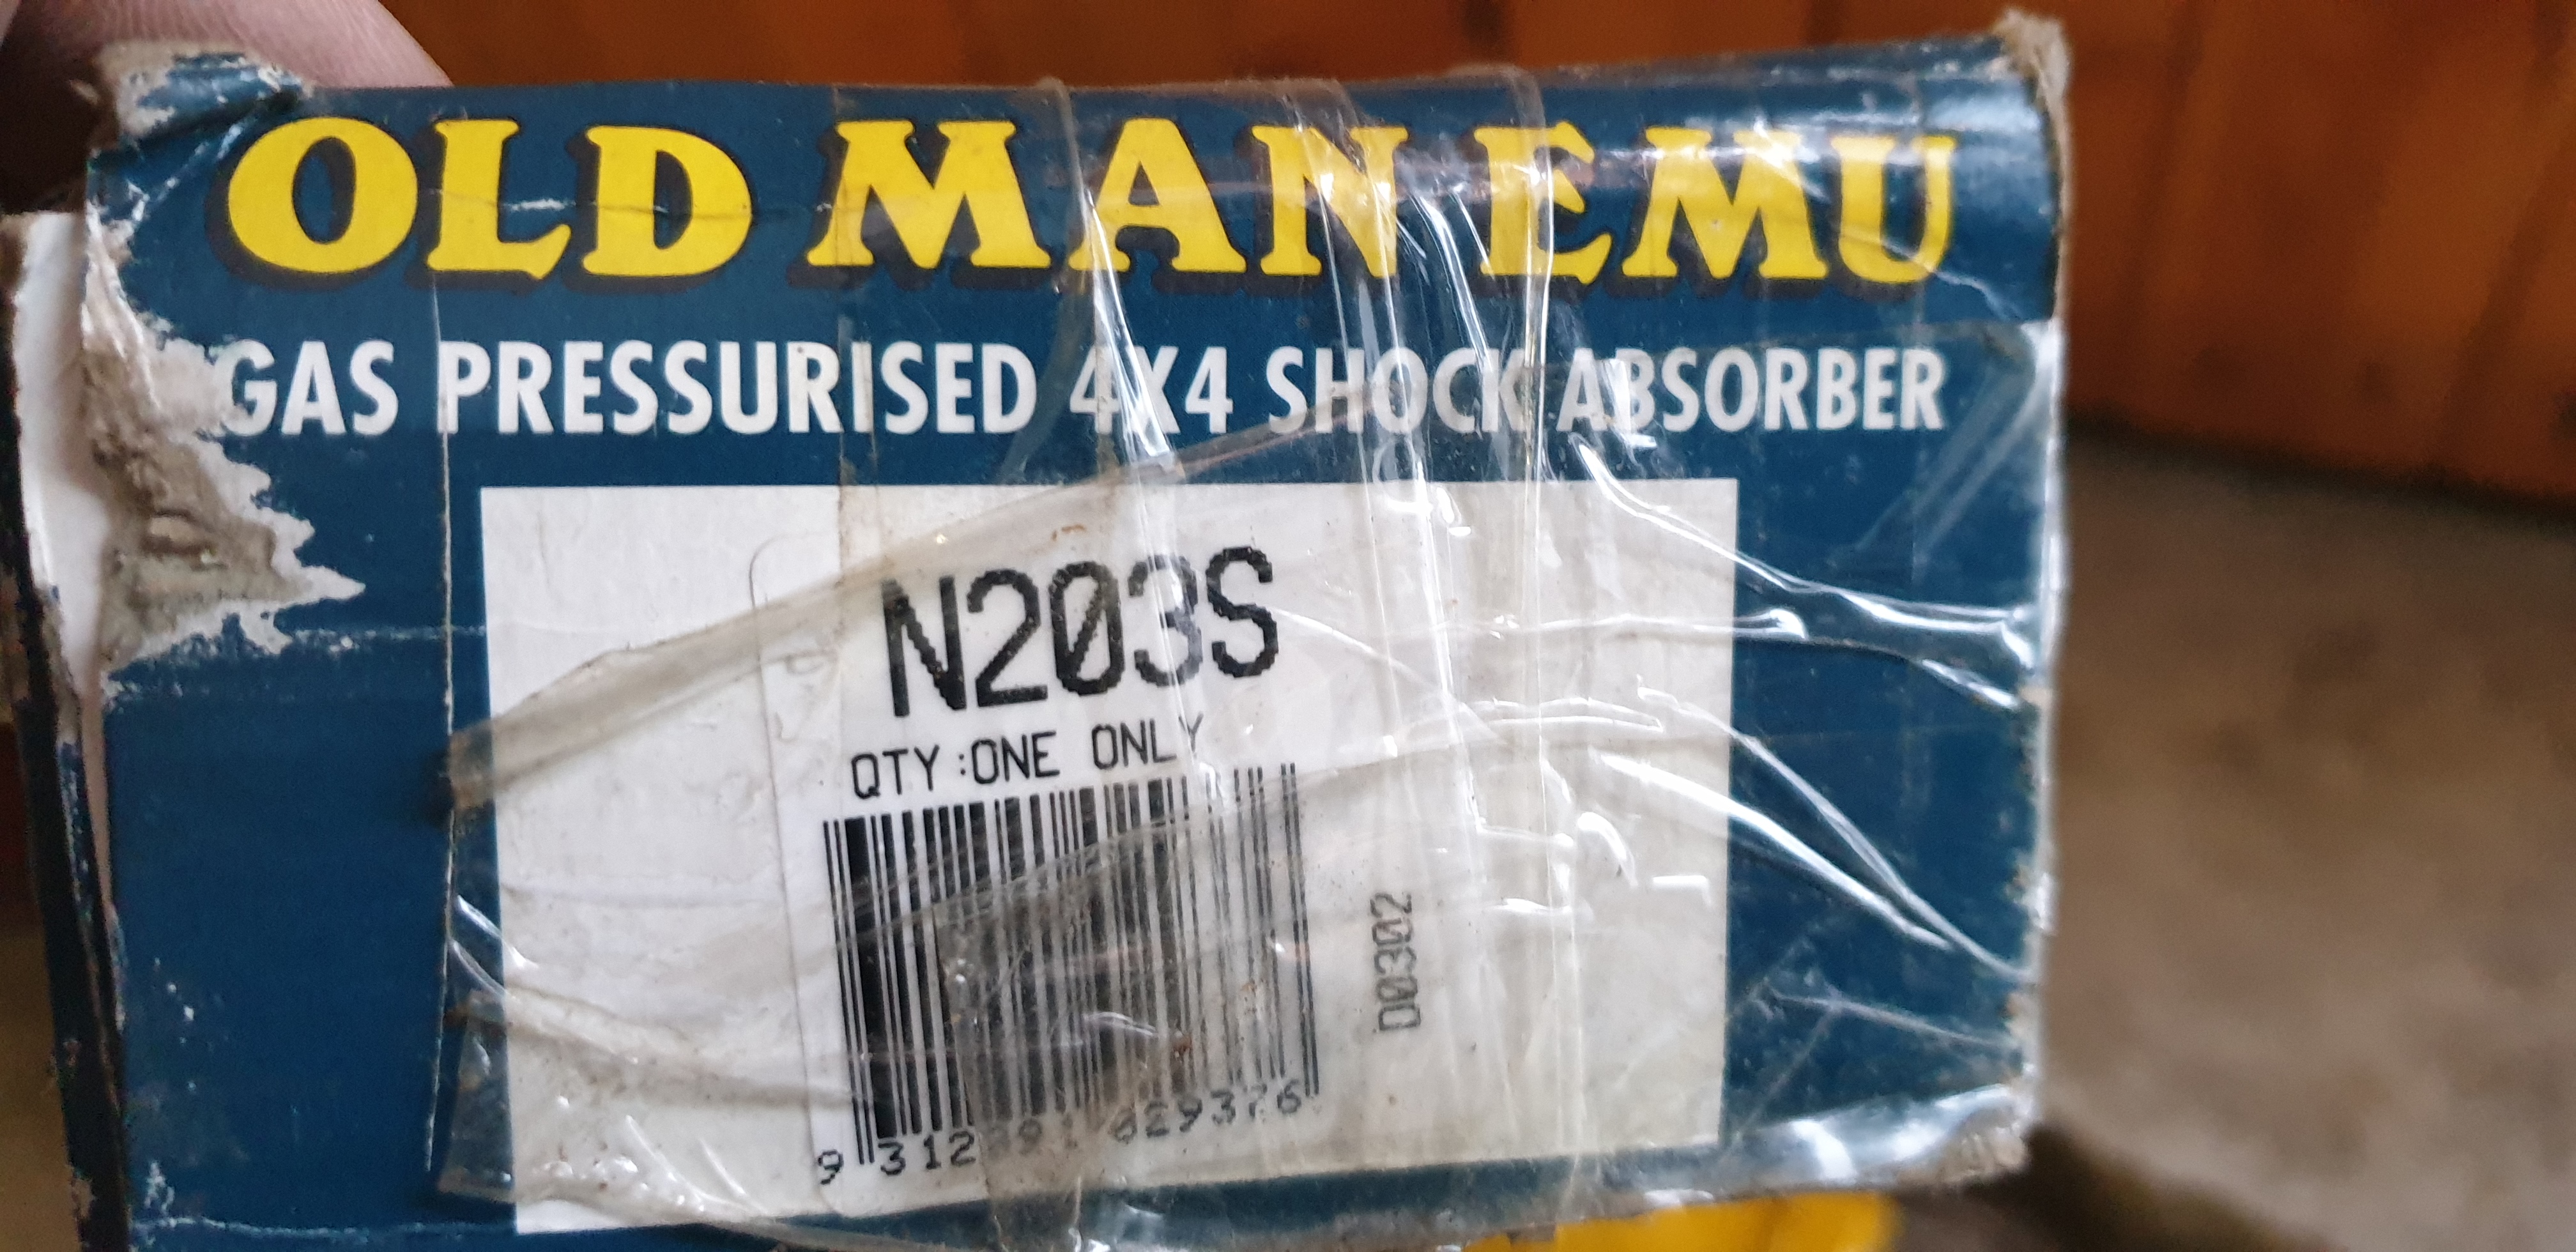 OLD MAN EMU
GAS PRESSURISED 4X4 SHOCK ABSORBER
N203S
QTY :ONE ONLY
D0302